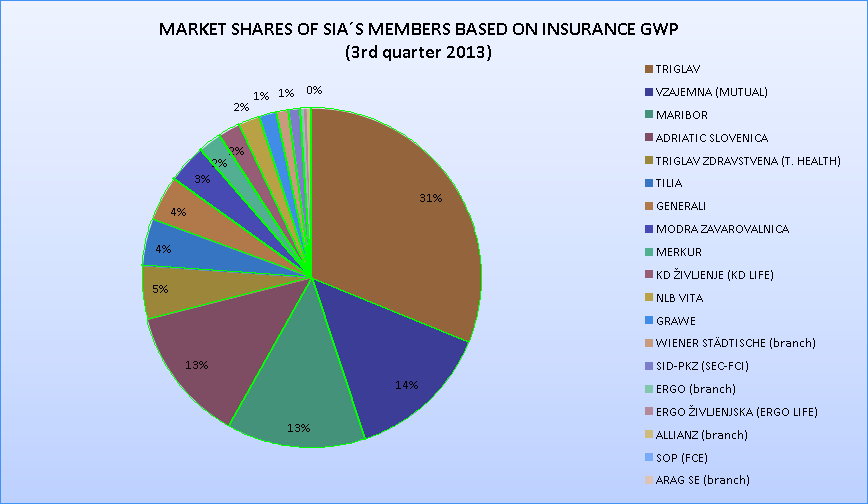 MARKET SHARES OF SIA´S MEMBERS BASED ON INSURANCE GWP
(3rd quarter 2013)
31%
14%
13%
13%
5%
4%
4%
3%
2%
2%
2%
1%
1%
0%
TRIGLAV
VZAJEMNA (MUTUAL)
MARIBOR
ADRIATIC SLOVENICA
TRIGLAV ZDRAVSTVENA (T. HEALTH)
TILIA
GENERALI
MODRA ZAVAROVALNICA
MERKUR
KD ŽIVLJENJE (KD LIFE)
NLB VITA
GRAWE
WIENER STÄDTISCHE (branch)
SID-PKZ (SEC-FCI)
ERGO (branch)
ERGO ŽIVLJENJSKA (ERGO LIFE)
ALLIANZ (branch)
SOP (FCE)
ARAG SE (branch)